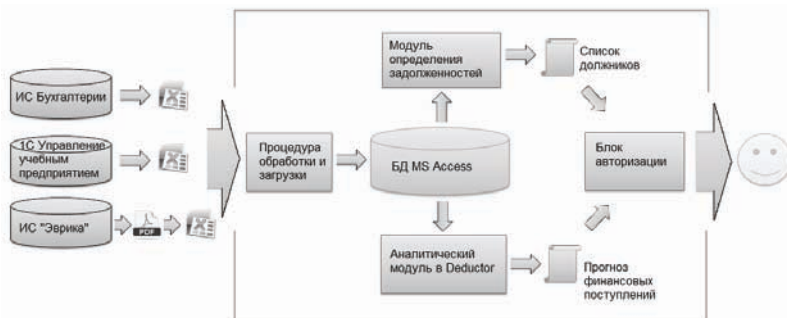 ИС Бухгалтерии
1С Управление
учебным
предприятием
ИС "Эврика"
PDF
Процедура
обработки и
загрузки
БД MS Access
Модуль
определения
задолженностей
Список
должников
Аналитический
модуль в Deductor
Прогноз
финансовых
поступлений
Блок
авторизации